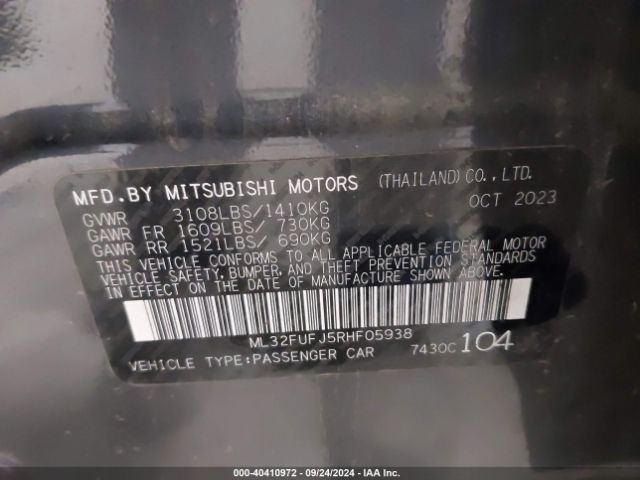 MFD.BY MITSUBISHI MOTORS (THAILAND)CO.,LTD.
GVWR 3108LBS/1410KG OCT 2023
GAWR FR 1609LBS/ 730KG
GAWR RR 1521LBS/ 690KG
THIS VEHICLE CONFORMS TO ALL APPLICABLE FEDERAL MOTOR
VEHICLE SAFETY,BUMPER,AND THEFT PREVENTION STANDARDS
IN EFFECT ON THE DATE OF MANUFACTURE SHOWN ABOVE.
ML32FUFJ5RHF05938
VEHICLE TYPE:PASSENGER CAR 7430C 104
000-40410972 - 09/24/2024 - IAA Inc.